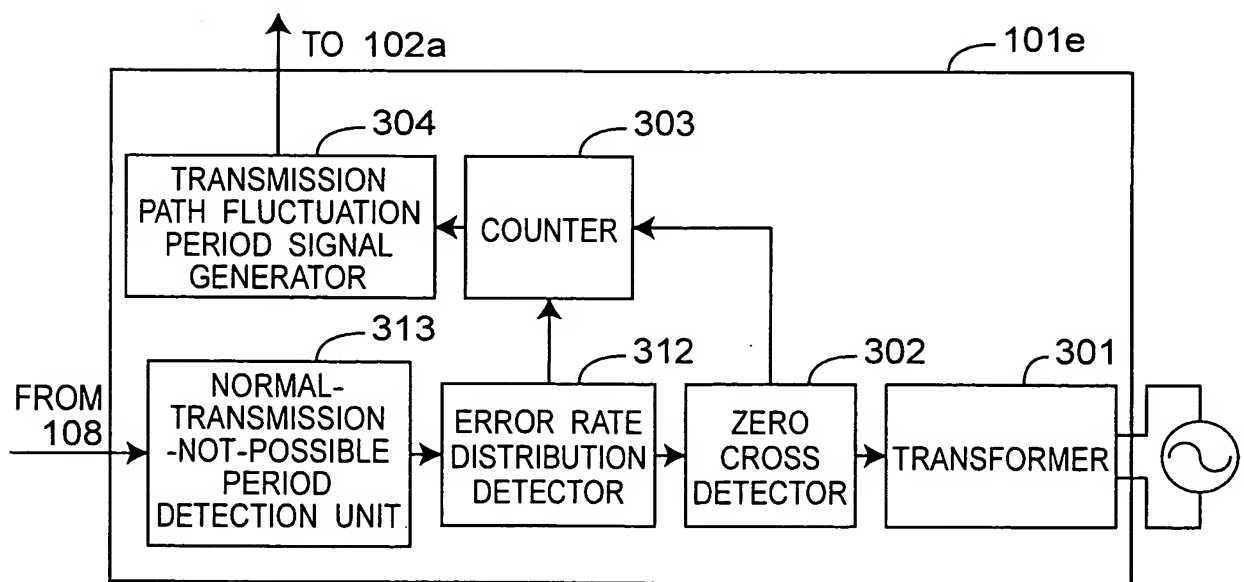 TO 102a
101e
304
303
TRANSMISSION
PATH FLUCTUATION
PERIOD SIGNAL
GENERATOR
COUNTER
313
312
302
301
FROM
108
NORMAL-
TRANSMISSION
-NOT-POSSIBLE
PERIOD
DETECTION UNIT
ERROR RATE
DISTRIBUTION
DETECTOR
ZERO
CROSS
DETECTOR
TRANSFORMER